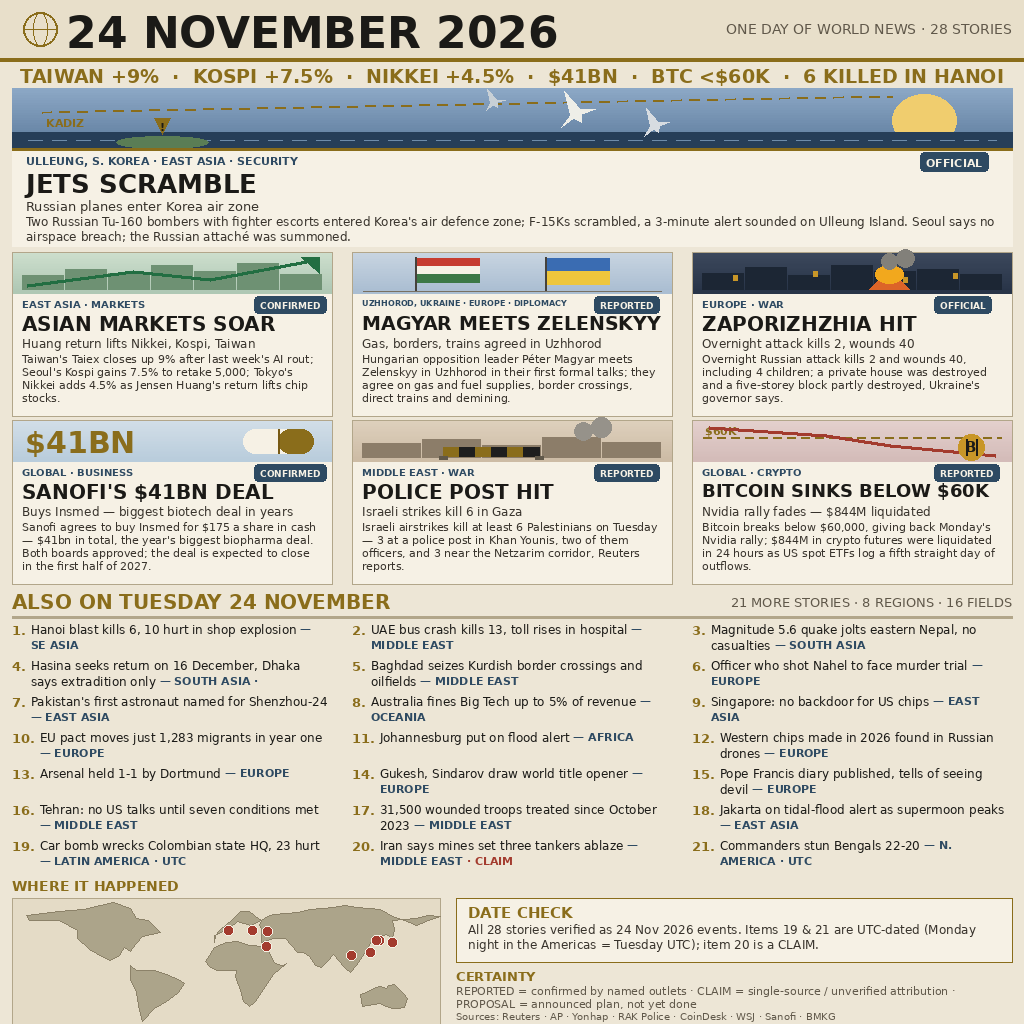 24 NOVEMBER 2026
ONE DAY OF WORLD NEWS · 28 STORIES
TAIWAN +9% · KOSPI +7.5% · NIKKEI +4.5% · $41BN · BTC <$60K · 6 KILLED IN HANOI
KADIZ
!
ULLEUNG, S. KOREA · EAST ASIA · SECURITY
OFFICIAL
JETS SCRAMBLE
Russian planes enter Korea air zone
Two Russian Tu-160 bombers with fighter escorts entered Korea's air defence zone; F-15Ks scrambled, a 3-minute alert sounded on Ulleung Island. Seoul says no
airspace breach; the Russian attaché was summoned.
EAST ASIA · MARKETS
CONFIRMED
ASIAN MARKETS SOAR
Huang return lifts Nikkei, Kospi, Taiwan
Taiwan's Taiex closes up 9% after last week's AI rout;
Seoul's Kospi gains 7.5% to retake 5,000; Tokyo's
Nikkei adds 4.5% as Jensen Huang's return lifts chip
stocks.
UZHHOROD, UKRAINE · EUROPE · DIPLOMACY
REPORTED
MAGYAR MEETS ZELENSKYY
Gas, borders, trains agreed in Uzhhorod
Hungarian opposition leader Péter Magyar meets
Zelenskyy in Uzhhorod in their first formal talks; they
agree on gas and fuel supplies, border crossings,
direct trains and demining.
EUROPE · WAR
OFFICIAL
ZAPORIZHZHIA HIT
Overnight attack kills 2, wounds 40
Overnight Russian attack kills 2 and wounds 40,
including 4 children; a private house was destroyed
and a five-storey block partly destroyed, Ukraine's
governor says.
$41BN
GLOBAL · BUSINESS
CONFIRMED
SANOFI'S $41BN DEAL
Buys Insmed — biggest biotech deal in years
Sanofi agrees to buy Insmed for $175 a share in cash
— $41bn in total, the year's biggest biopharma deal.
Both boards approved; the deal is expected to close
in the first half of 2027.
MIDDLE EAST · WAR
REPORTED
POLICE POST HIT
Israeli strikes kill 6 in Gaza
Israeli airstrikes kill at least 6 Palestinians on Tuesday
— 3 at a police post in Khan Younis, two of them
officers, and 3 near the Netzarim corridor, Reuters
reports.
$60K
B
GLOBAL · CRYPTO
REPORTED
BITCOIN SINKS BELOW $60K
Nvidia rally fades — $844M liquidated
Bitcoin breaks below $60,000, giving back Monday's
Nvidia rally; $844M in crypto futures were liquidated
in 24 hours as US spot ETFs log a fifth straight day of
outflows.
ALSO ON TUESDAY 24 NOVEMBER
21 MORE STORIES · 8 REGIONS · 16 FIELDS
1. Hanoi blast kills 6, 10 hurt in shop explosion —
SE ASIA
2. UAE bus crash kills 13, toll rises in hospital —
MIDDLE EAST
3. Magnitude 5.6 quake jolts eastern Nepal, no
casualties — SOUTH ASIA
4. Hasina seeks return on 16 December, Dhaka
says extradition only — SOUTH ASIA ·
5. Baghdad seizes Kurdish border crossings and
oilfields — MIDDLE EAST
6. Officer who shot Nahel to face murder trial —
EUROPE
7. Pakistan's first astronaut named for Shenzhou-24
— EAST ASIA
8. Australia fines Big Tech up to 5% of revenue —
OCEANIA
9. Singapore: no backdoor for US chips — EAST
ASIA
10. EU pact moves just 1,283 migrants in year one
— EUROPE
11. Johannesburg put on flood alert — AFRICA
12. Western chips made in 2026 found in Russian
drones — EUROPE
13. Arsenal held 1-1 by Dortmund — EUROPE
14. Gukesh, Sindarov draw world title opener —
EUROPE
15. Pope Francis diary published, tells of seeing
devil — EUROPE
16. Tehran: no US talks until seven conditions met
— MIDDLE EAST
17. 31,500 wounded troops treated since October
2023 — MIDDLE EAST
18. Jakarta on tidal-flood alert as supermoon peaks
— EAST ASIA
19. Car bomb wrecks Colombian state HQ, 23 hurt
— LATIN AMERICA · UTC
20. Iran says mines set three tankers ablaze —
MIDDLE EAST · CLAIM
21. Commanders stun Bengals 22-20 — N.
AMERICA · UTC
WHERE IT HAPPENED
DATE CHECK
All 28 stories verified as 24 Nov 2026 events. Items 19 & 21 are UTC-dated (Monday
night in the Americas = Tuesday UTC); item 20 is a CLAIM.
CERTAINTY
REPORTED = confirmed by named outlets · CLAIM = single-source / unverified attribution ·
PROPOSAL = announced plan, not yet done
Sources: Reuters · AP · Yonhap · RAK Police · CoinDesk · WSJ · Sanofi · BMKG